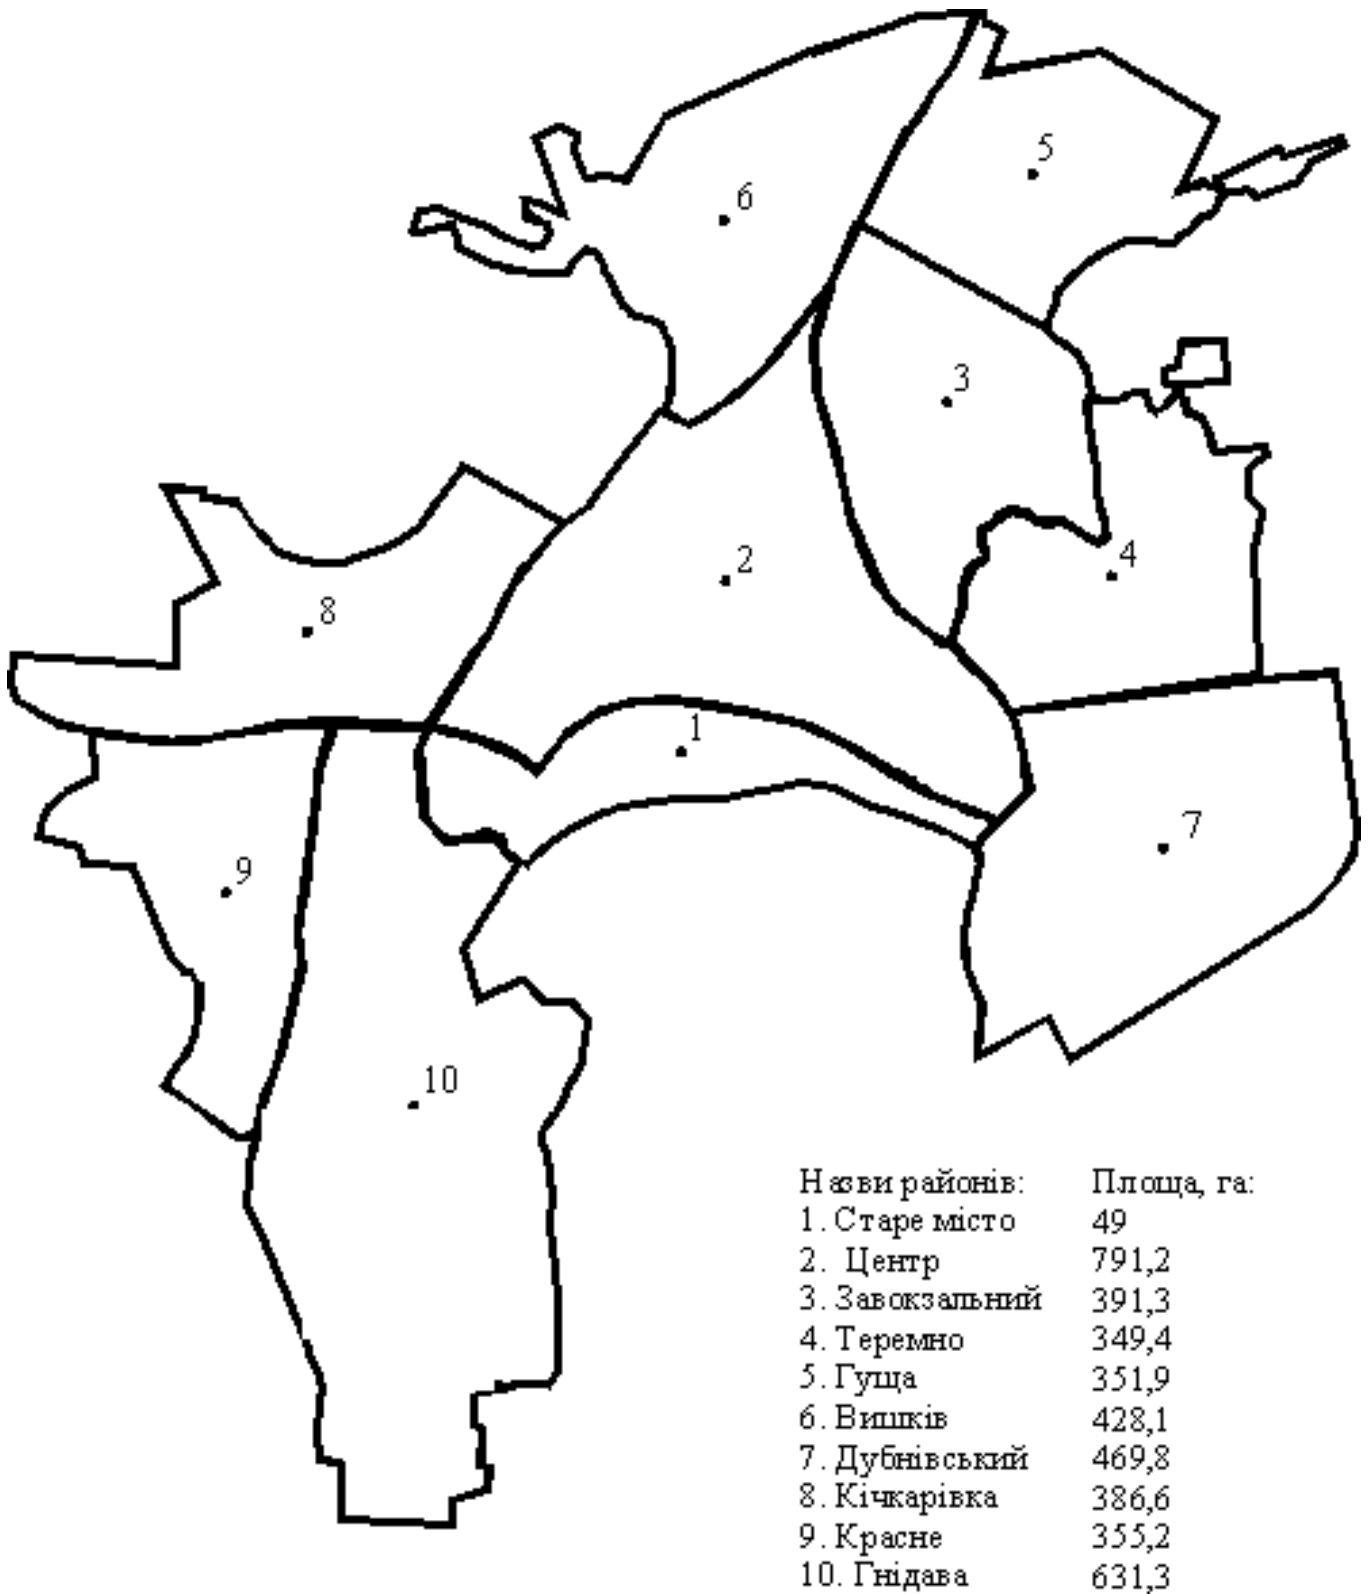 5
6
3
4
2
8
1
7
9
10
Назви районів: Площа, га:
1. Старе місто 49
2. Центр 791,2
3. Завокзальний 391,3
4. Теремно 349,4
5. Гуща 351,9
6. Вишків 428,1
7. Дубнівський 469,8
8. Кічкарівка 386,6
9. Красне 355,2
10. Гнідава 631,3